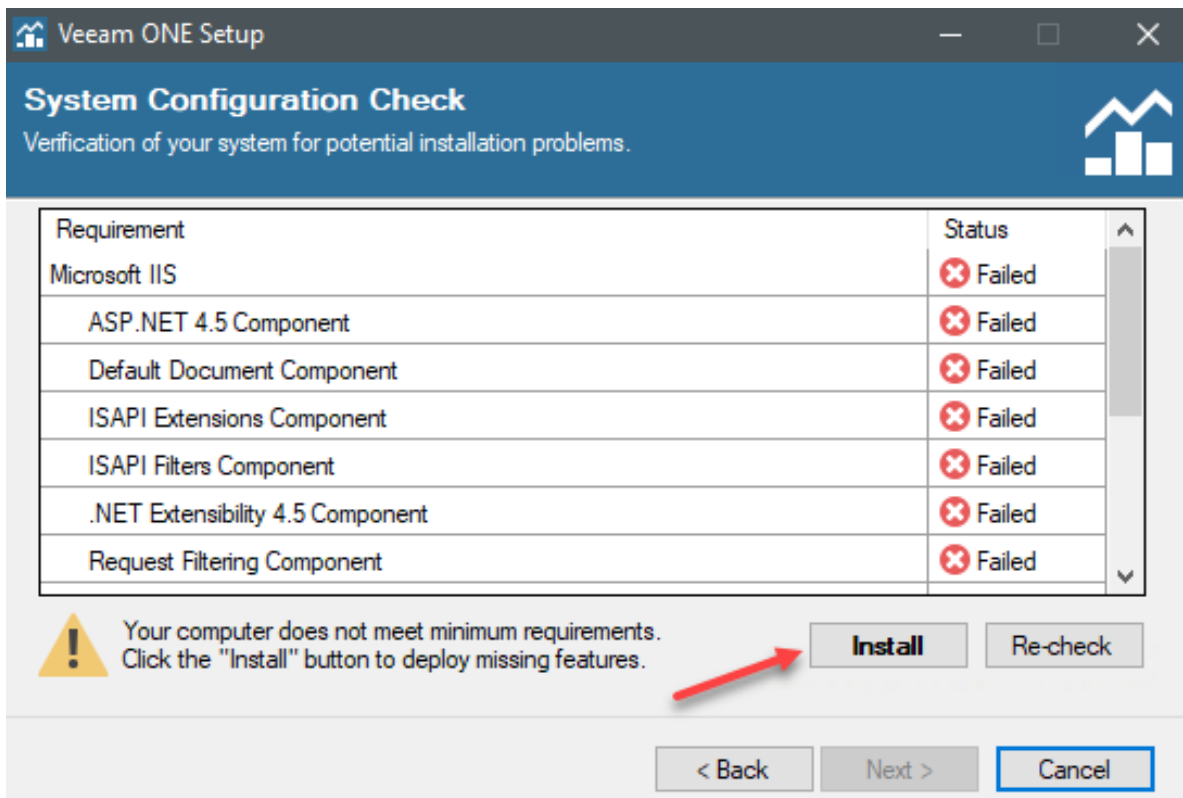 Veeam ONE Setup
System Configuration Check
Verification of your system for potential installation problems.
Requirement Status
Microsoft IIS Failed
ASP.NET 4.5 Component Failed
Default Document Component Failed
ISAPI Extensions Component Failed
ISAPI Filters Component Failed
.NET Extensibility 4.5 Component Failed
Request Filtering Component Failed
Your computer does not meet minimum requirements.
Click the "Install" button to deploy missing features.
Install Re-check
< Back Next > Cancel